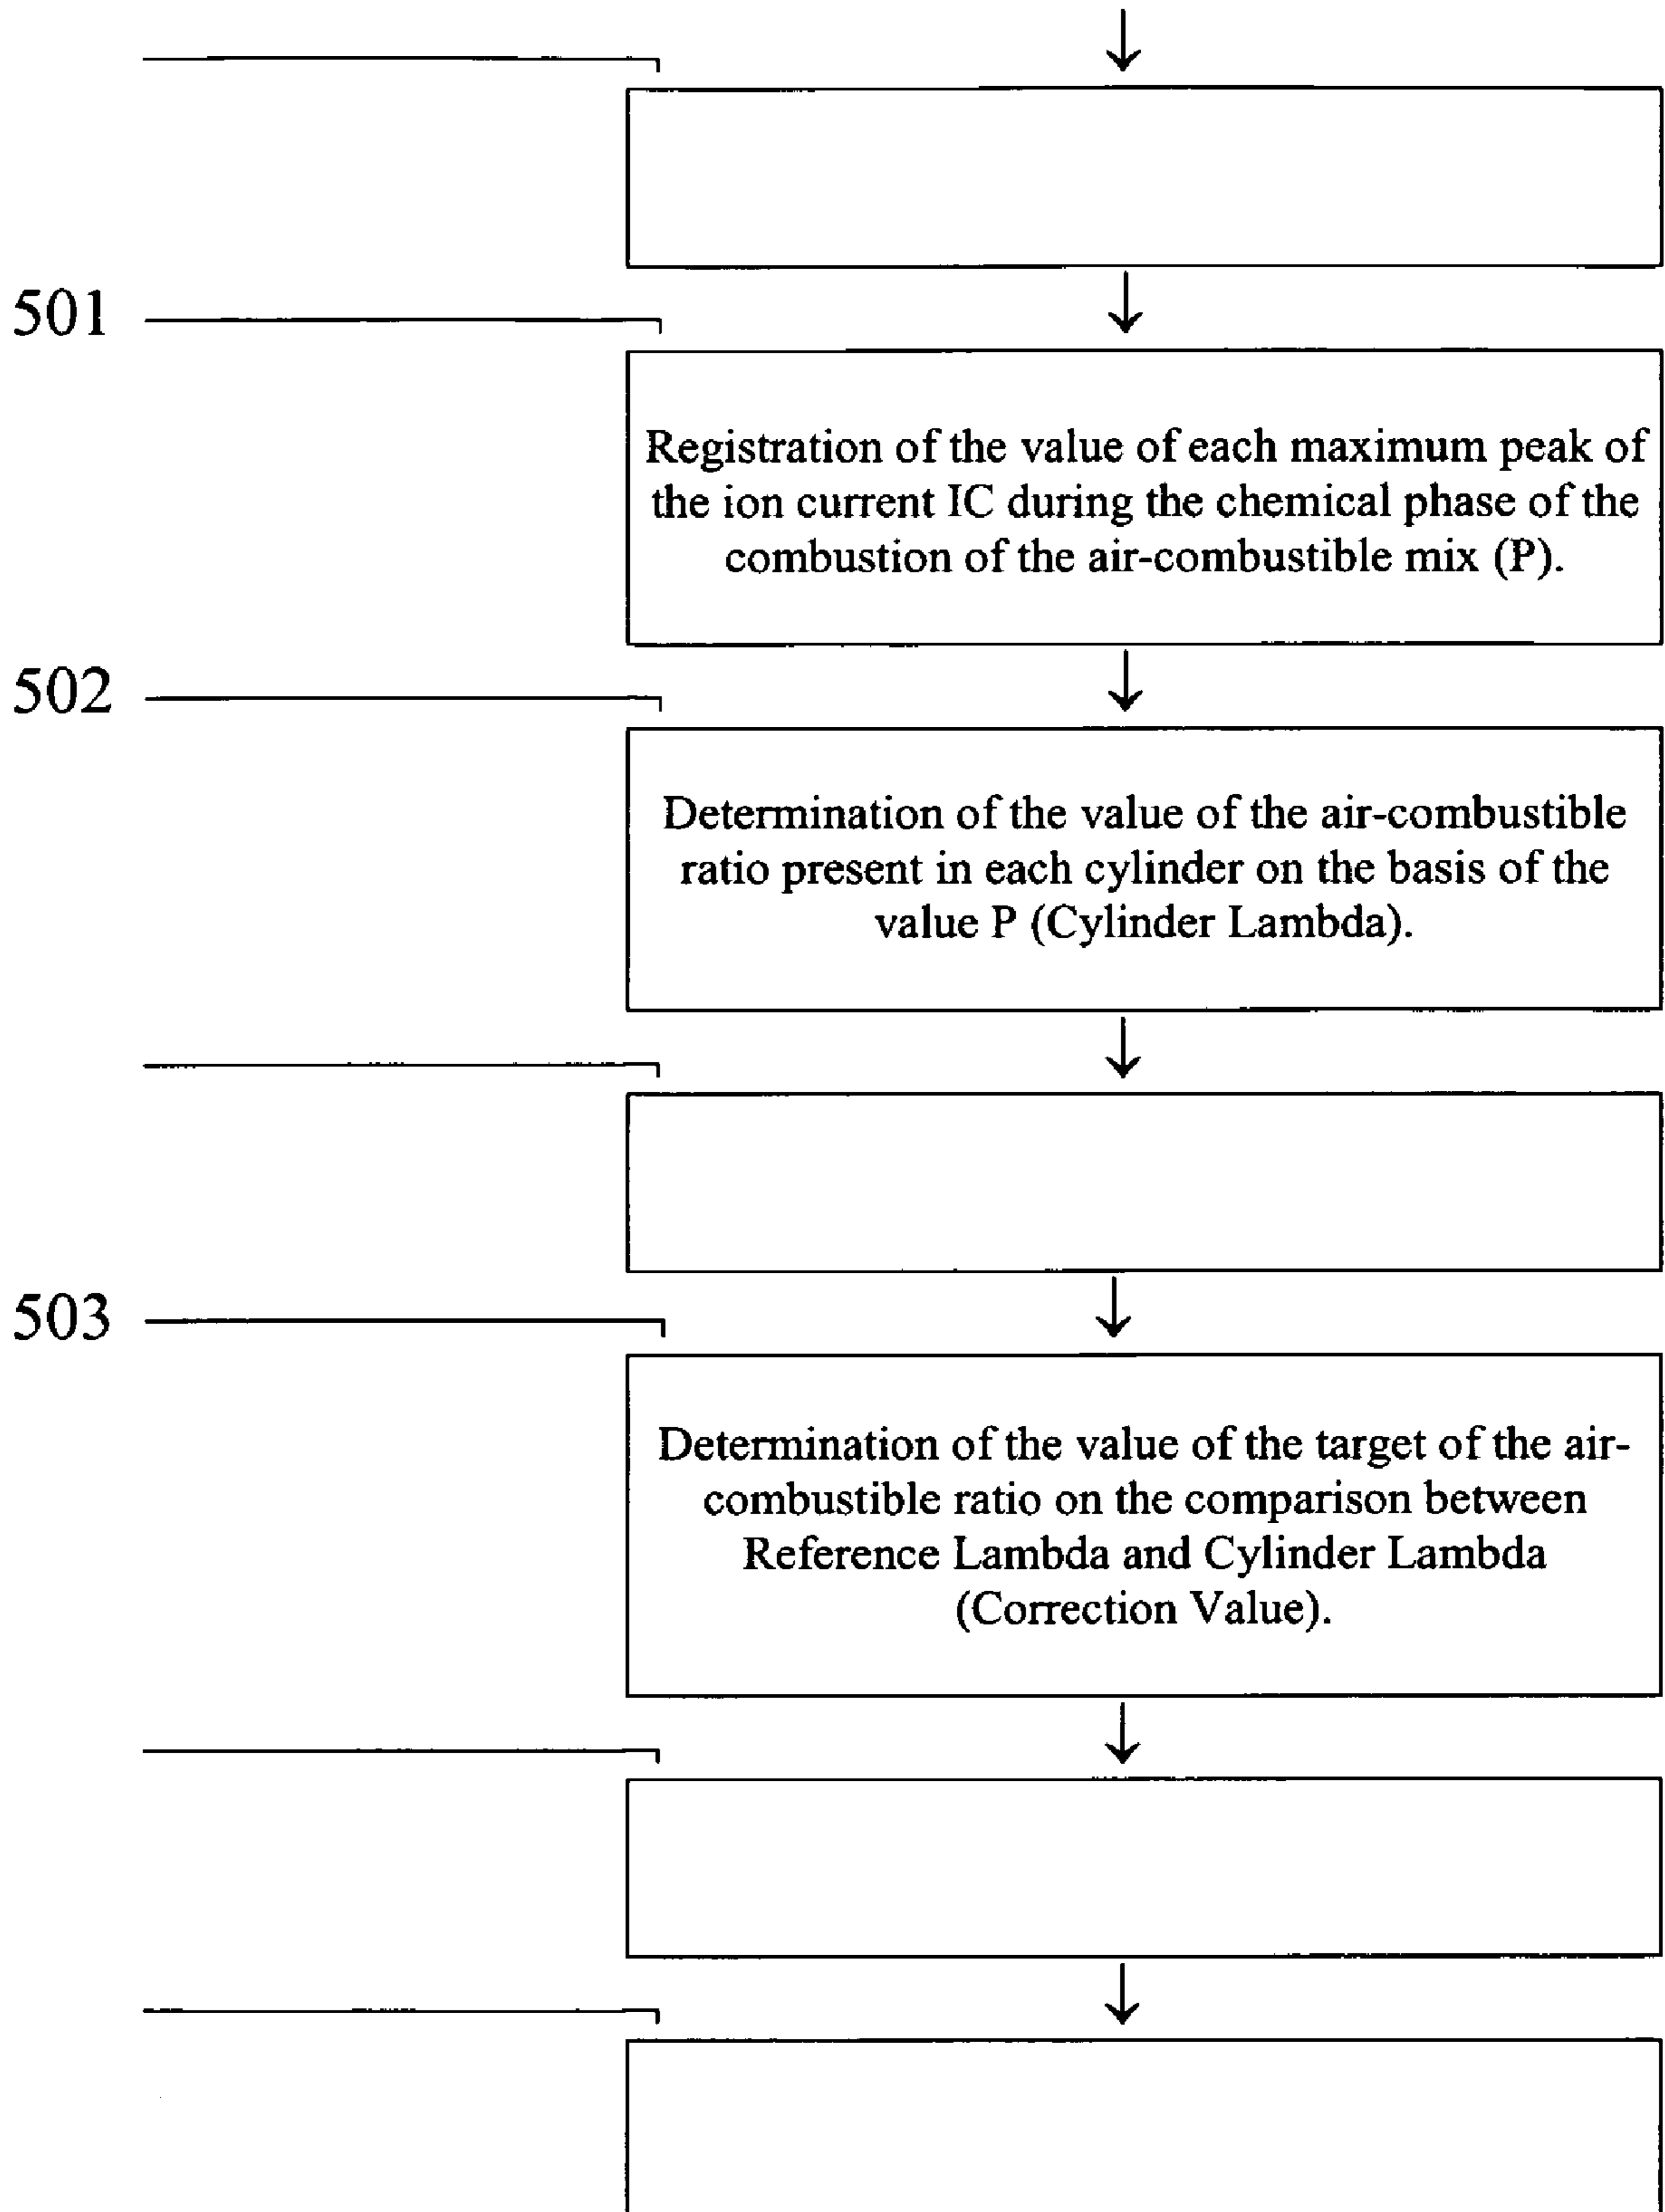 501
Registration of the value of each maximum peak of
the ion current IC during the chemical phase of the
combustion of the air-combustible mix (P).
502
Determination of the value of the air-combustible
ratio present in each cylinder on the basis of the
value P (Cylinder Lambda).
503
Determination of the value of the target of the air-
combustible ratio on the comparison between
Reference Lambda and Cylinder Lambda
(Correction Value).